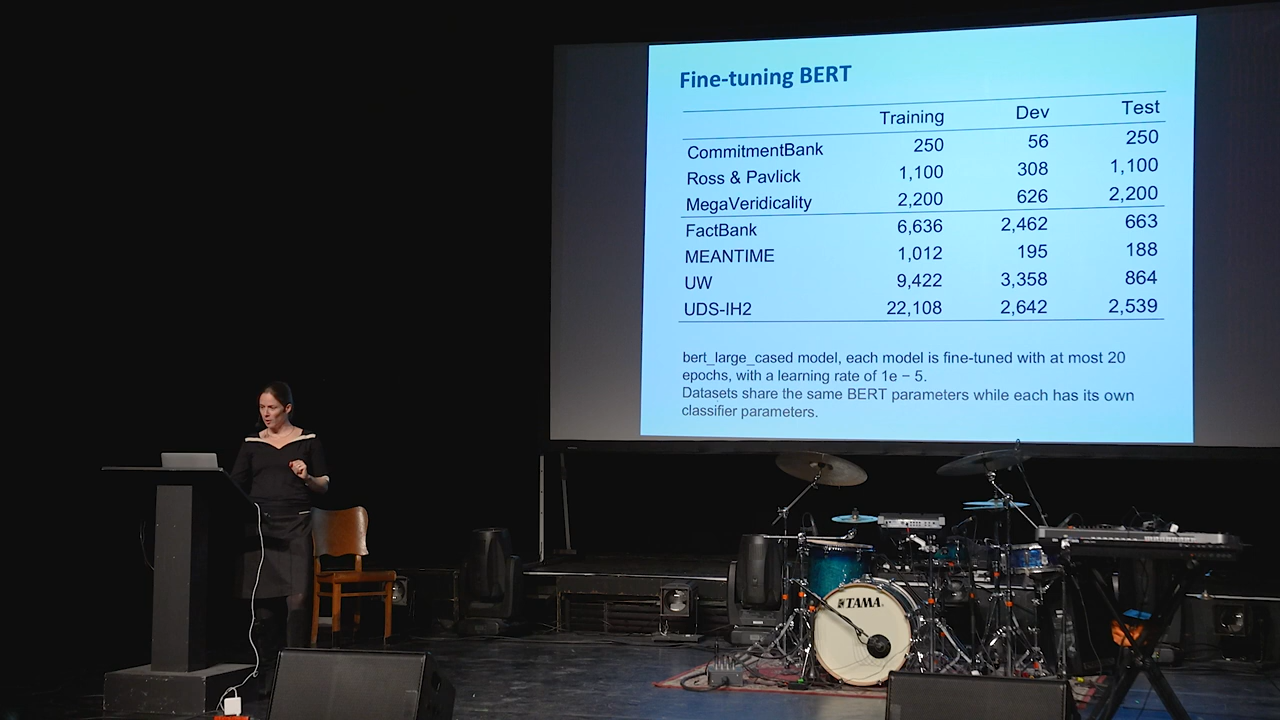 Fine-tuning BERT
Training Dev Test
CommitmentBank 250 56 250
Ross & Pavlick 1,100 308 1,100
MegaVeridicality 2,200 626 2,200
FactBank 6,636 2,462 663
MEANTIME 1,012 195 188
UW 9,422 3,358 864
UDS-IH2 22,108 2,642 2,539
bert_large_cased model, each model is fine-tuned with at most 20
epochs, with a learning rate of 1e − 5.
Datasets share the same BERT parameters while each has its own
classifier parameters.
TAMA